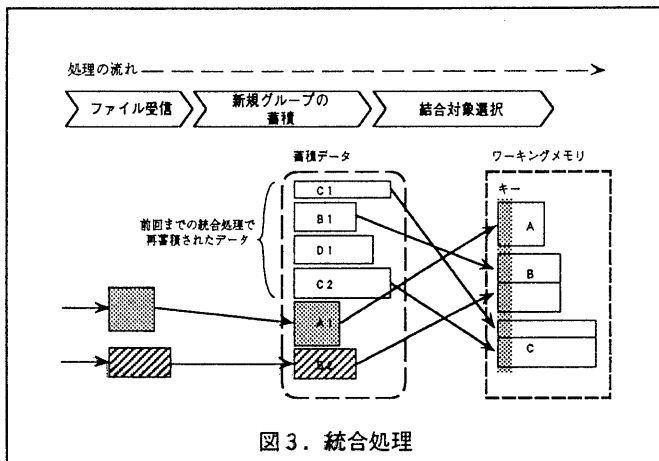 処理の流れ
ファイル受信
新規グループの
蓄積
結合対象選択
蓄積データ
ワーキングメモリ
前回までの統合処理で
再蓄積されたデータ
C1
B1
D1
C2
A1
B2
キー
A
B
C
図3. 統合処理